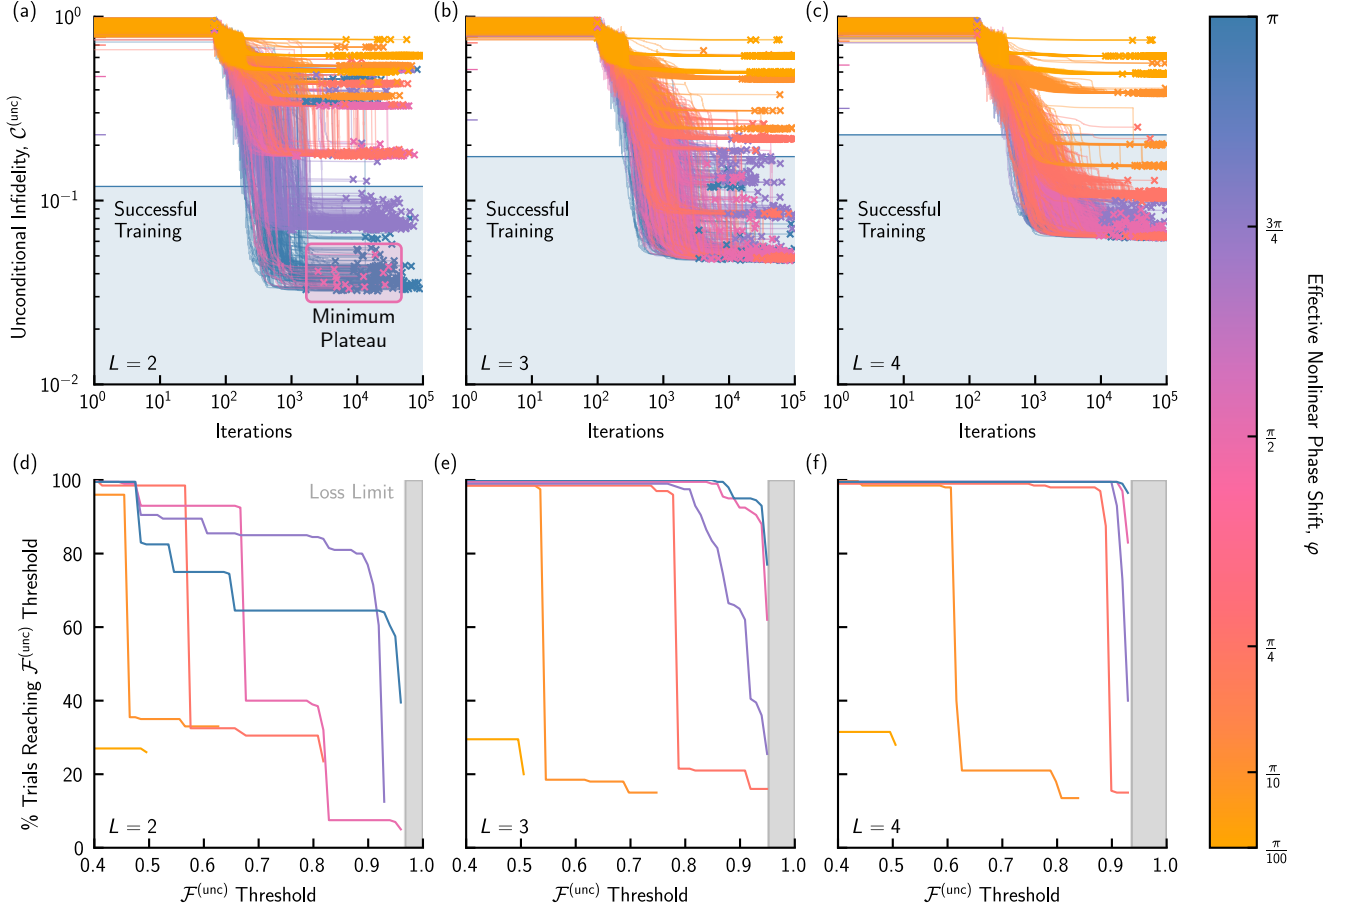 (a)
(b)
(c)
Unconditional Infidelity, 𝒞^(unc)
10^0
10^−1
10^−2
Successful
Training
Minimum
Plateau
L = 2
10^0 10^1 10^2 10^3 10^4 10^5
Iterations
Successful
Training
L = 3
10^0 10^1 10^2 10^3 10^4 10^5
Iterations
Successful
Training
L = 4
10^0 10^1 10^2 10^3 10^4 10^5
Iterations
π
3π/4
π/2
π/4
π/10
π/100
Effective Nonlinear Phase Shift, φ
(d)
(e)
(f)
% Trials Reaching ℱ^(unc) Threshold
100
80
60
40
20
0
Loss Limit
L = 2
0.4 0.5 0.6 0.7 0.8 0.9 1.0
ℱ^(unc) Threshold
L = 3
0.4 0.5 0.6 0.7 0.8 0.9 1.0
ℱ^(unc) Threshold
L = 4
0.4 0.5 0.6 0.7 0.8 0.9 1.0
ℱ^(unc) Threshold